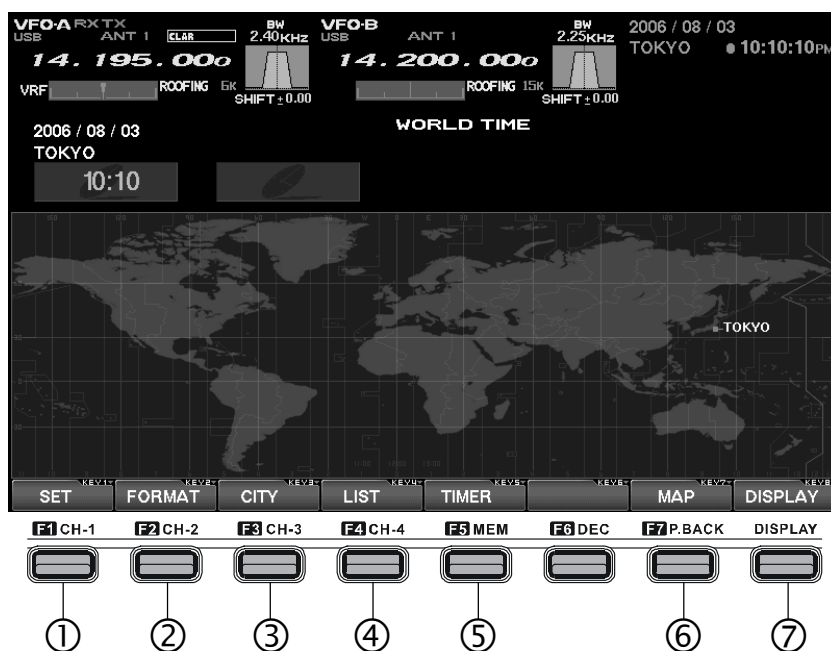 VFO-A RX TX
USB ANT 1 CLAR
BW
2.40KHZ
14.195.00o
VRF ROOFING 6K
SHIFT±0.00
VFO-B
USB ANT 1
BW
2.25KHZ
14.200.00o
ROOFING 15K
SHIFT±0.00
2006 / 08 / 03
TOKYO 10:10:10PM
WORLD TIME
2006 / 08 / 03
TOKYO
10:10
TOKYO
KEY1 KEY2 KEY3 KEY4 KEY5 KEY6 KEY7 KEY8
SET FORMAT CITY LIST TIMER MAP DISPLAY
F1 CH-1 F2 CH-2 F3 CH-3 F4 CH-4 F5 MEM F6 DEC F7 P.BACK DISPLAY
① ② ③ ④ ⑤ ⑥ ⑦